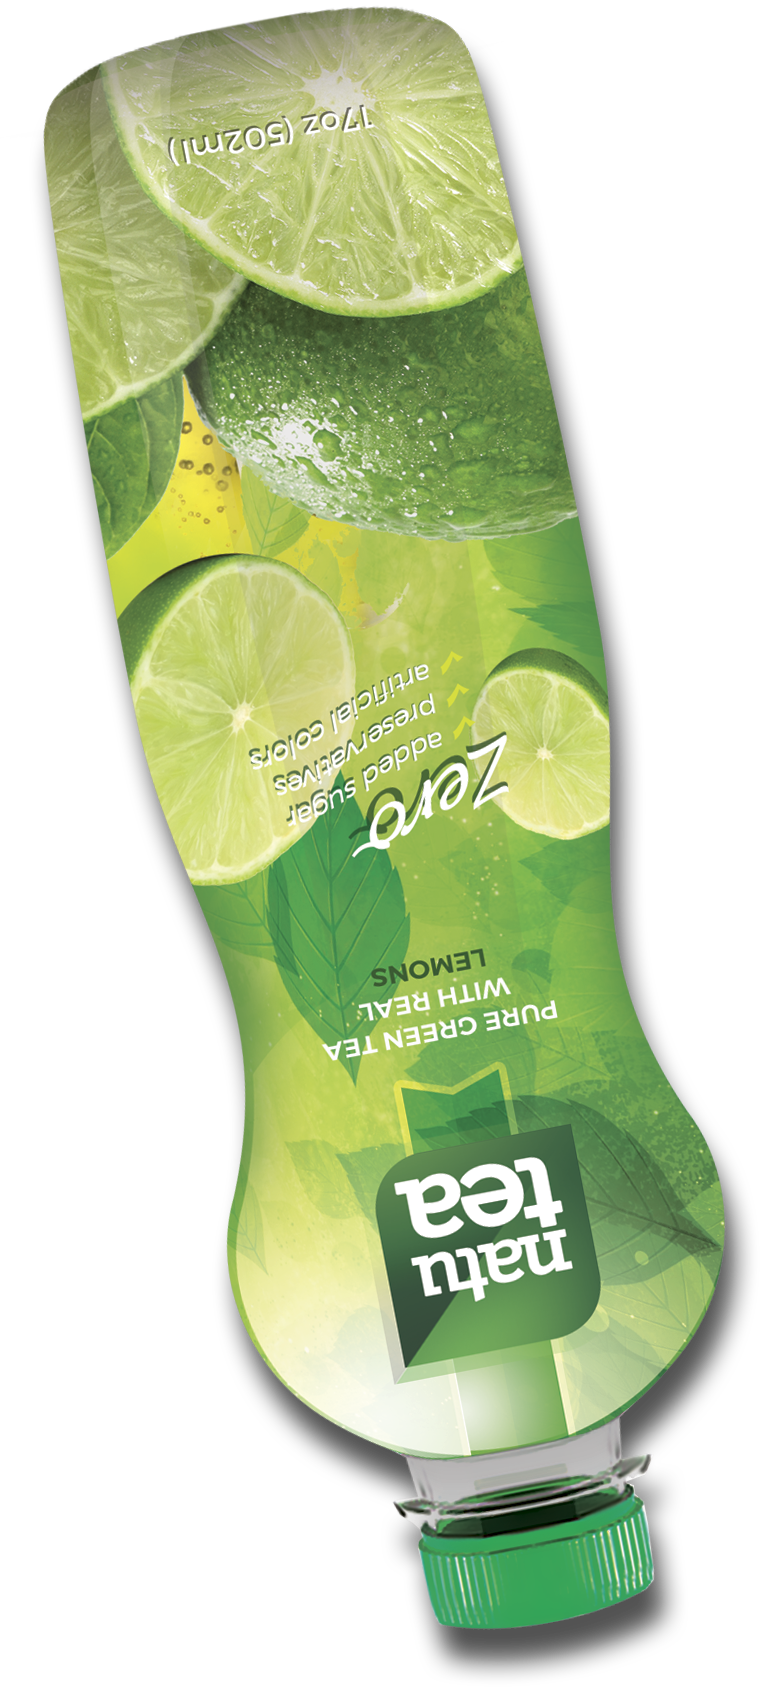 natu
tea
PURE GREEN TEA
WITH REAL
LEMONS
Zero
added sugar
preservatives
artificial colors
17oz (502ml)